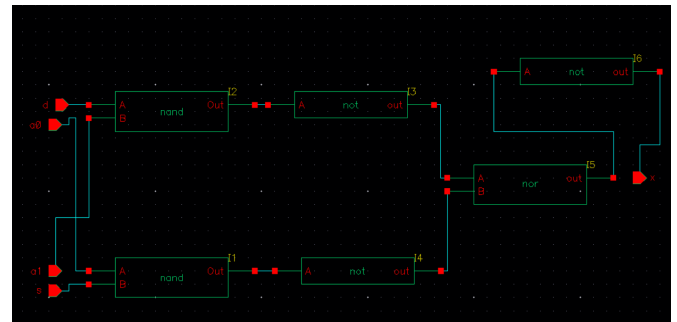 I6
A not out
I2
I3
d A nand Out A not out
a0 B
I5
A nor out x
B
I1
I4
a1 A nand Out A not out
s B